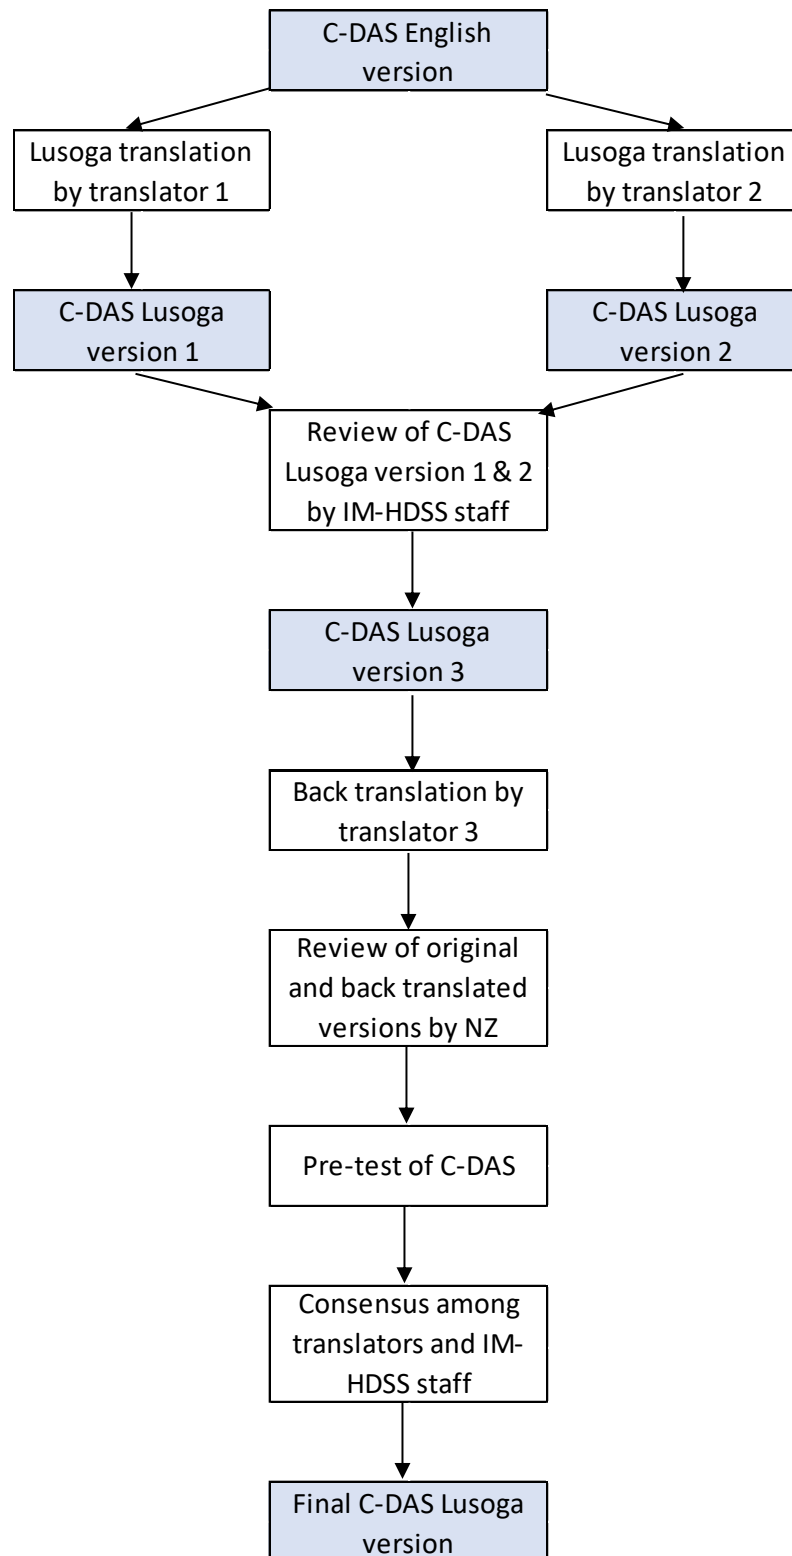 C-DAS English
version
Lusoga translation
by translator 1
Lusoga translation
by translator 2
C-DAS Lusoga
version 1
C-DAS Lusoga
version 2
Review of C-DAS
Lusoga version 1 & 2
by IM-HDSS staff
C-DAS Lusoga
version 3
Back translation by
translator 3
Review of original
and back translated
versions by NZ
Pre-test of C-DAS
Consensus among
translators and IM-
HDSS staff
Final C-DAS Lusoga
version